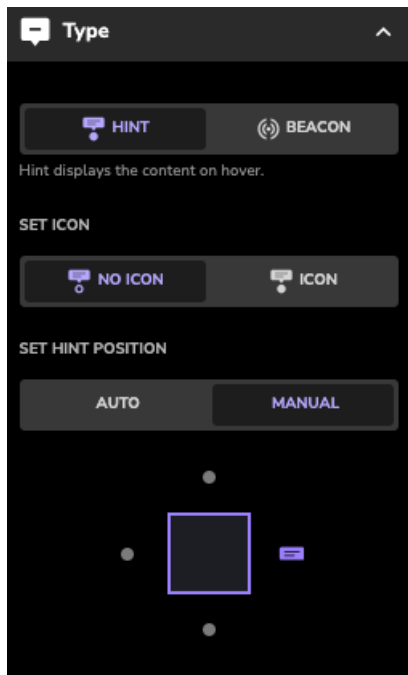 Type
HINT
BEACON
Hint displays the content on hover.
SET ICON
NO ICON
ICON
SET HINT POSITION
AUTO
MANUAL